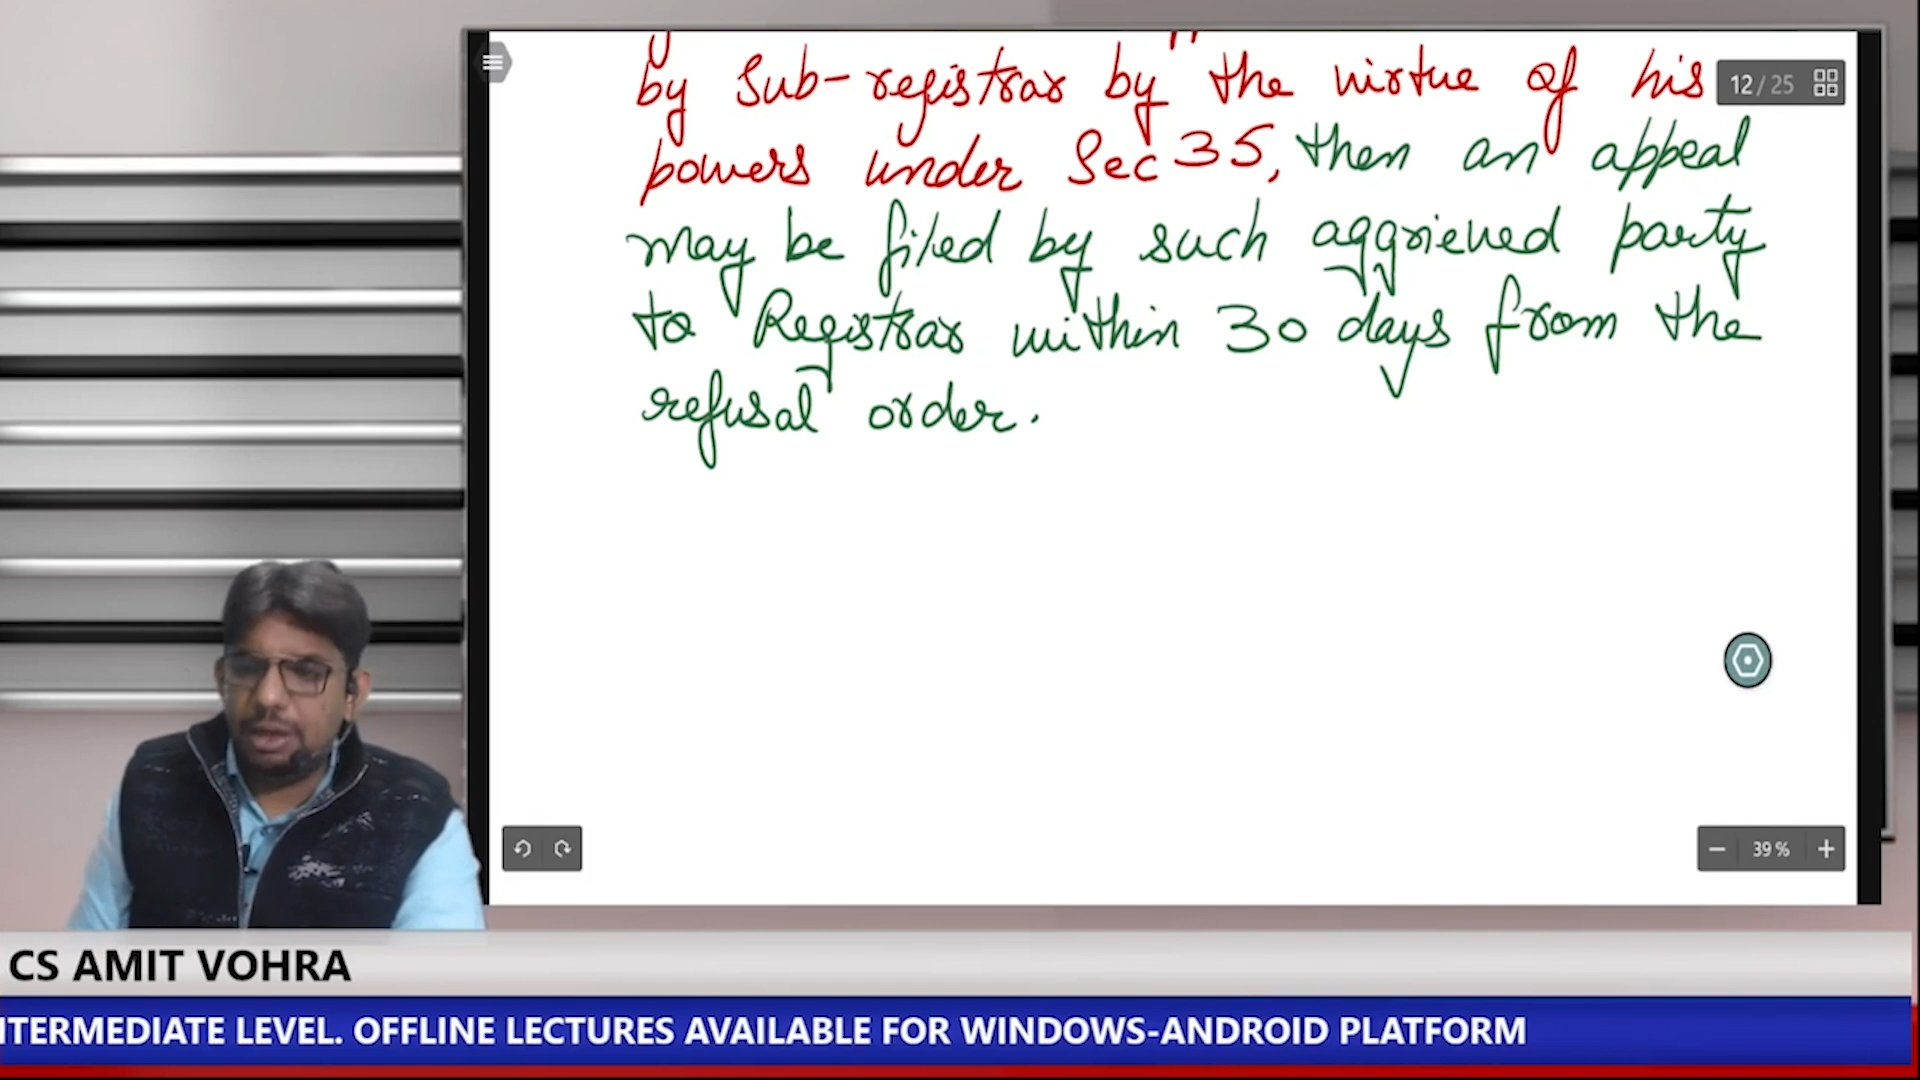 by Sub-registrar by the virtue of his
12 / 25
powers under Sec 35, then an appeal
may be filed by such aggrieved party
to Registrar within 30 days from the
refusal order.
39 %
CS AMIT VOHRA
NTERMEDIATE LEVEL. OFFLINE LECTURES AVAILABLE FOR WINDOWS-ANDROID PLATFORM